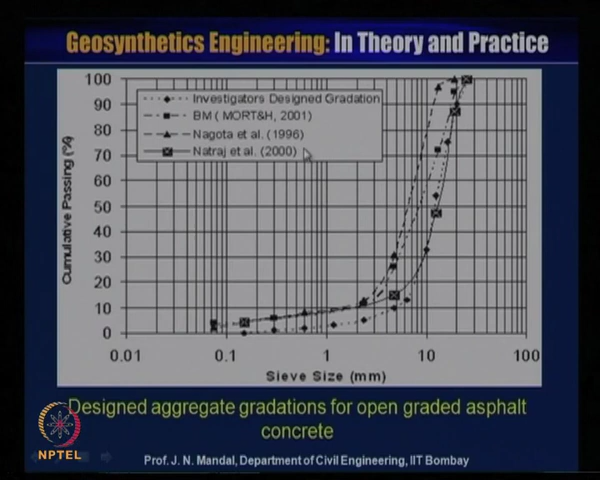 Geosynthetics Engineering: In Theory and Practice
100
90
80
70
60
50
40
30
20
10
0
Cumulative Passing (%)
Investigators Designed Gradation
BM ( MORT&H, 2001)
Nagota et al. (1996)
Natraj et al. (2000)
0.01 0.1 1 10 100
Sieve Size (mm)
Designed aggregate gradations for open graded asphalt
concrete
NPTEL
Prof. J. N. Mandal, Department of Civil Engineering, IIT Bombay